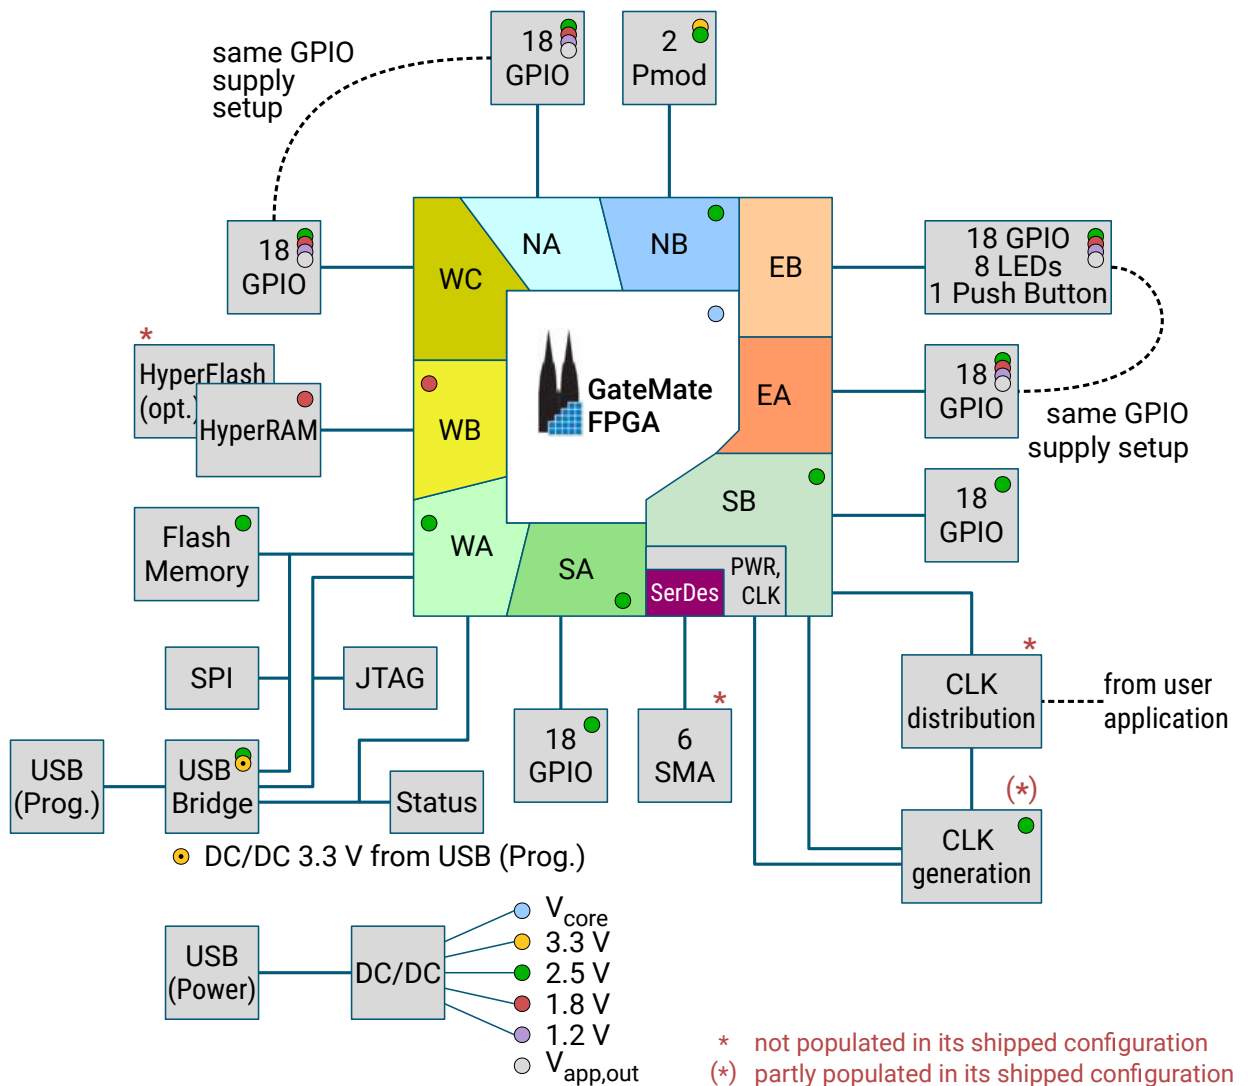 same GPIO
supply
setup
18
GPIO
2
Pmod
18
GPIO
WC
NA
NB
EB
18 GPIO
8 LEDs
1 Push Button
*
HyperFlash
(opt.)
HyperRAM
WB
GateMate
FPGA
EA
18
GPIO
same GPIO
supply setup
Flash
Memory
WA
SA
SB
18
GPIO
SerDes
PWR,
CLK
SPI
JTAG
*
CLK
distribution
from user
application
USB
(Prog.)
USB
Bridge
Status
18
GPIO
*
6
SMA
(*)
CLK
generation
DC/DC 3.3 V from USB (Prog.)
USB
(Power)
DC/DC
Vcore
3.3 V
2.5 V
1.8 V
1.2 V
Vapp,out
* not populated in its shipped configuration
(*) partly populated in its shipped configuration